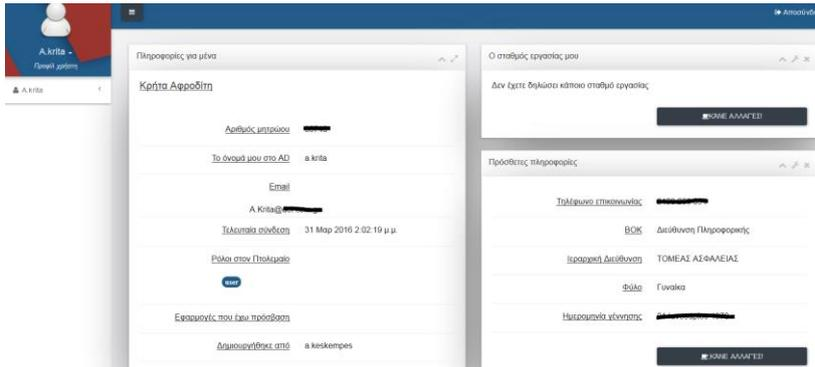 Αποσύνδε
A.krita
Προφίλ χρήστη
A.krita
Πληροφορίες για μένα
Κρήτα Αφροδίτη
Αριθμός μητρώου
Το όνομά μου στο AD a.krita
Email
A.Krita@
Τελευταία σύνδεση 31 Μαρ 2016 2:02:19 μ.μ.
Ρόλοι στον Πτολεμαίο
user
Εφαρμογές που έχω πρόσβαση
Δημιουργήθηκε από a.keskempes
Ο σταθμός εργασίας μου
Δεν έχετε δηλώσει κάποιο σταθμό εργασίας
ΚΑΝΕ ΑΛΛΑΓΕΣ!
Πρόσθετες πληροφορίες
Τηλέφωνο επικοινωνίας
ΒΟΚ Διεύθυνση Πληροφορικής
Ιεραρχική Διεύθυνση ΤΟΜΕΑΣ ΑΣΦΑΛΕΙΑΣ
Φύλο Γυναίκα
Ημερομηνία γέννησης
ΚΑΝΕ ΑΛΛΑΓΕΣ!